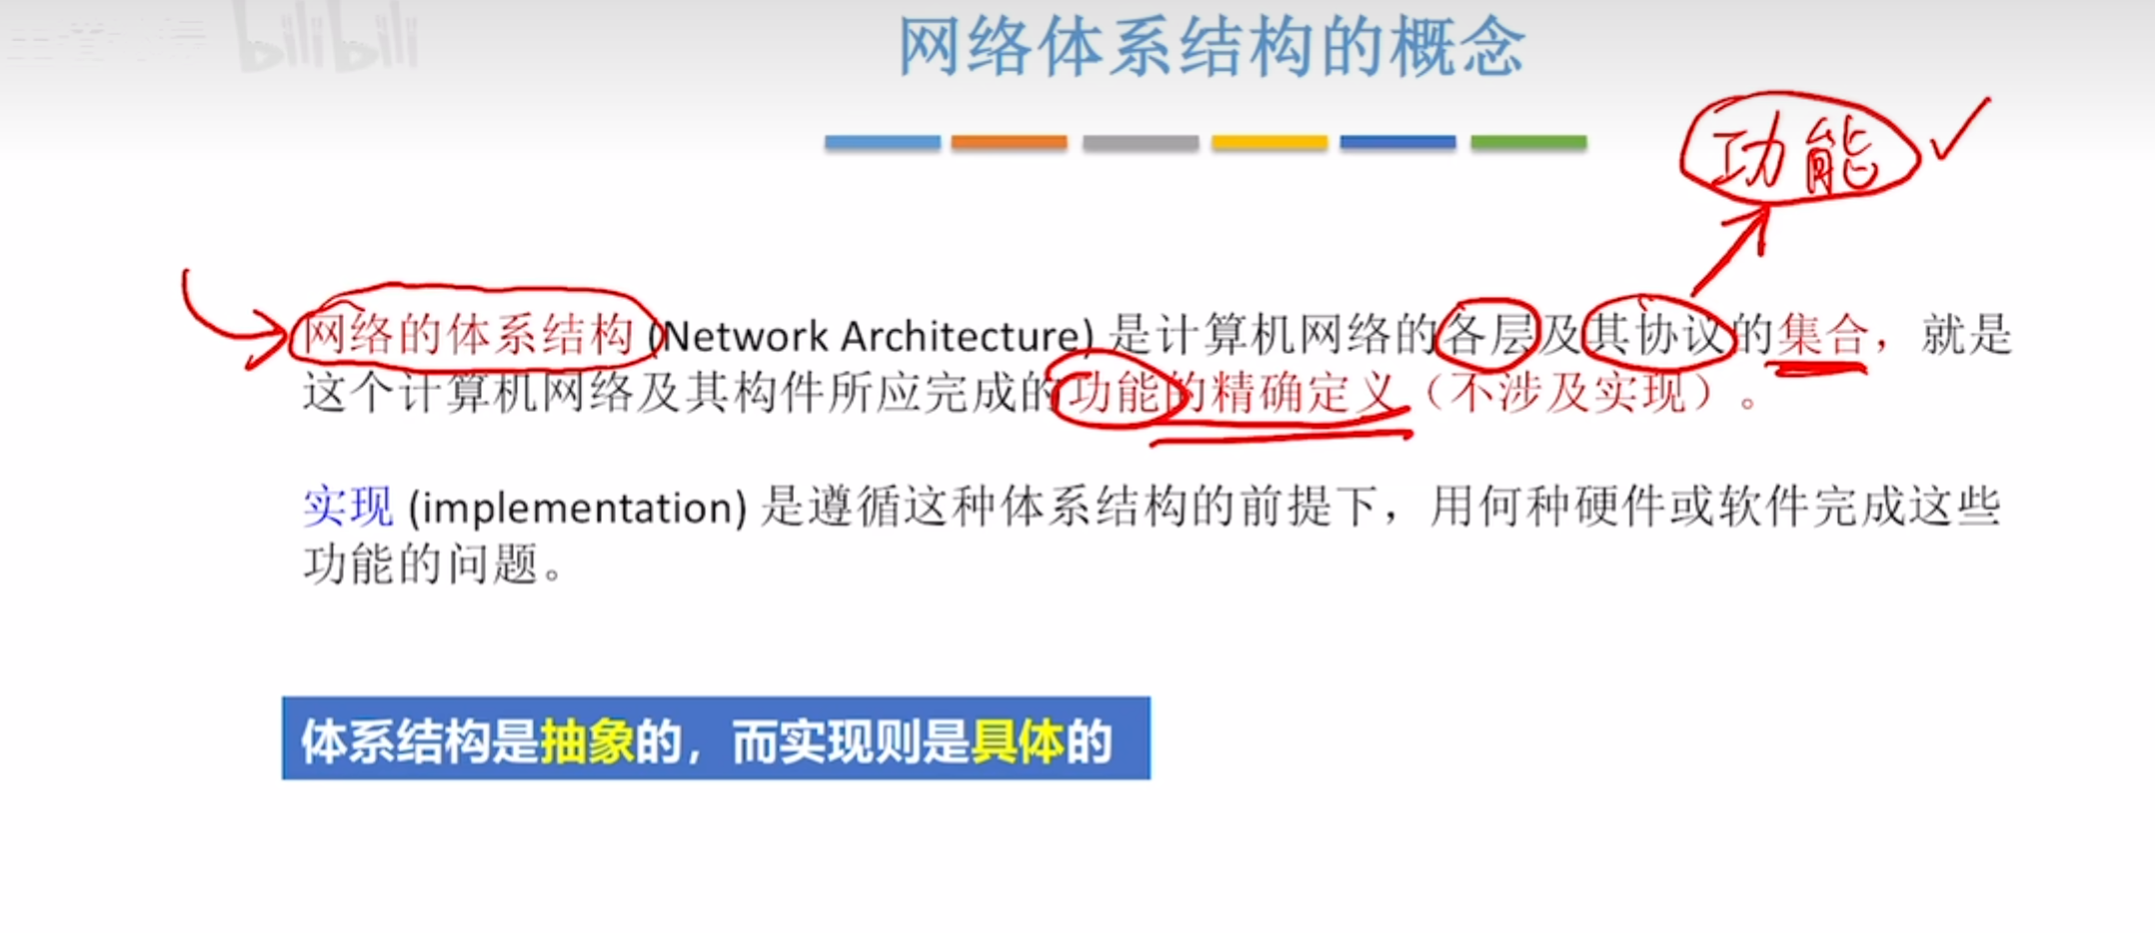 bilibili
网络体系结构的概念
功能
网络的体系结构 (Network Architecture) 是计算机网络的各层及其协议的集合，就是
这个计算机网络及其构件所应完成的功能的精确定义（不涉及实现）。
实现 (implementation) 是遵循这种体系结构的前提下，用何种硬件或软件完成这些
功能的问题。
体系结构是抽象的，而实现则是具体的